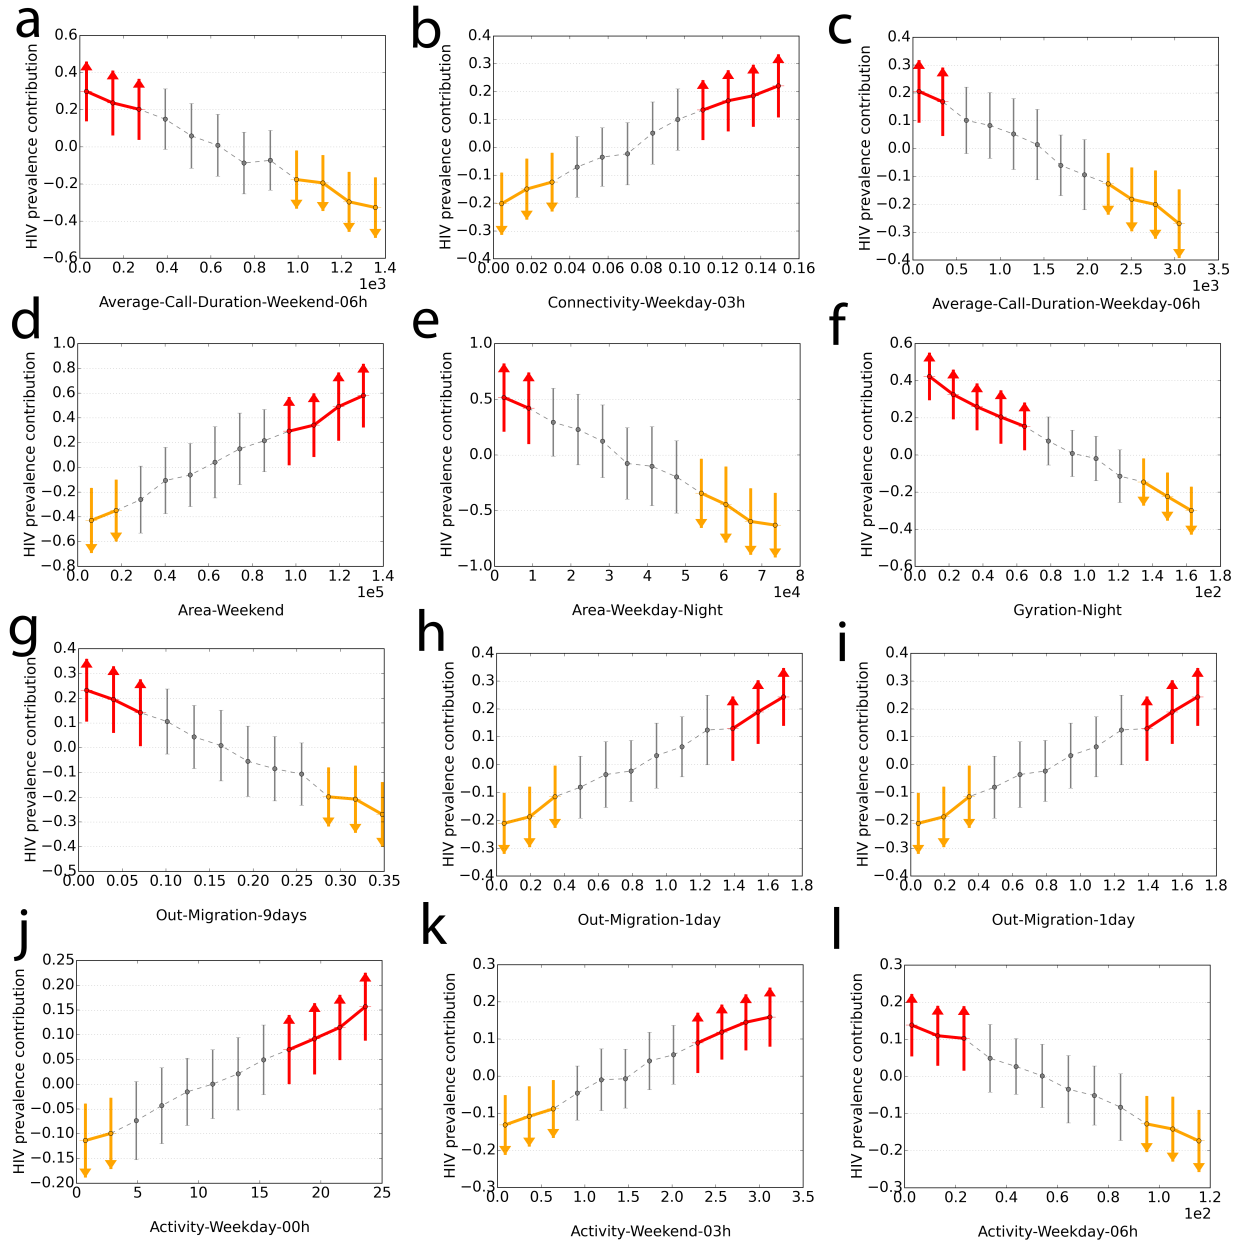 a
0.6
0.4
0.2
0.0
−0.2
−0.4
−0.6
HIV prevalence contribution
0.0 0.2 0.4 0.6 0.8 1.0 1.2 1.4
1e3
Average-Call-Duration-Weekend-06h
b
0.4
0.3
0.2
0.1
0.0
−0.1
−0.2
−0.3
−0.4
HIV prevalence contribution
0.00 0.02 0.04 0.06 0.08 0.10 0.12 0.14 0.16
Connectivity-Weekday-03h
c
0.4
0.3
0.2
0.1
0.0
−0.1
−0.2
−0.3
−0.4
HIV prevalence contribution
0.0 0.5 1.0 1.5 2.0 2.5 3.0 3.5
1e3
Average-Call-Duration-Weekday-06h
d
1.0
0.8
0.6
0.4
0.2
0.0
−0.2
−0.4
−0.6
−0.8
HIV prevalence contribution
0.0 0.2 0.4 0.6 0.8 1.0 1.2 1.4
1e5
Area-Weekend
e
1.0
0.5
0.0
−0.5
−1.0
HIV prevalence contribution
0 1 2 3 4 5 6 7 8
1e4
Area-Weekday-Night
f
0.6
0.4
0.2
0.0
−0.2
−0.4
−0.6
HIV prevalence contribution
0.0 0.2 0.4 0.6 0.8 1.0 1.2 1.4 1.6 1.8
1e2
Gyration-Night
g
0.4
0.3
0.2
0.1
0.0
−0.1
−0.2
−0.3
−0.4
−0.5
HIV prevalence contribution
0.00 0.05 0.10 0.15 0.20 0.25 0.30 0.35
Out-Migration-9days
h
0.4
0.3
0.2
0.1
0.0
−0.1
−0.2
−0.3
−0.4
HIV prevalence contribution
0.0 0.2 0.4 0.6 0.8 1.0 1.2 1.4 1.6 1.8
Out-Migration-1day
i
0.4
0.3
0.2
0.1
0.0
−0.1
−0.2
−0.3
−0.4
HIV prevalence contribution
0.0 0.2 0.4 0.6 0.8 1.0 1.2 1.4 1.6 1.8
Out-Migration-1day
j
0.25
0.20
0.15
0.10
0.05
0.00
−0.05
−0.10
−0.15
−0.20
HIV prevalence contribution
0 5 10 15 20 25
Activity-Weekday-00h
k
0.3
0.2
0.1
0.0
−0.1
−0.2
−0.3
HIV prevalence contribution
0.0 0.5 1.0 1.5 2.0 2.5 3.0 3.5
Activity-Weekend-03h
l
0.3
0.2
0.1
0.0
−0.1
−0.2
−0.3
HIV prevalence contribution
0.0 0.2 0.4 0.6 0.8 1.0 1.2
1e2
Activity-Weekday-06h